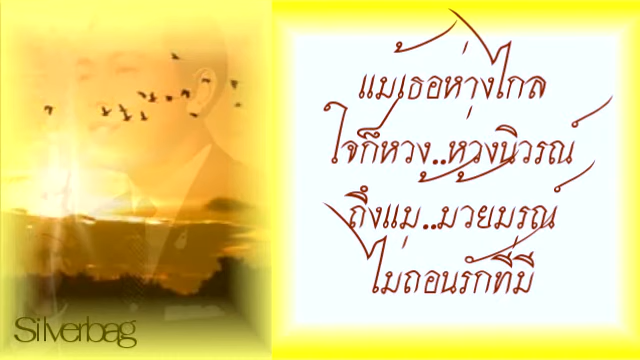 แม้เธอห่างไกล
ใจก็หวง..ห่วงนิวรณ์
ถึงแม้..ม้วยมรณ์
ไม่ถอนรักที่มี
Silverbag